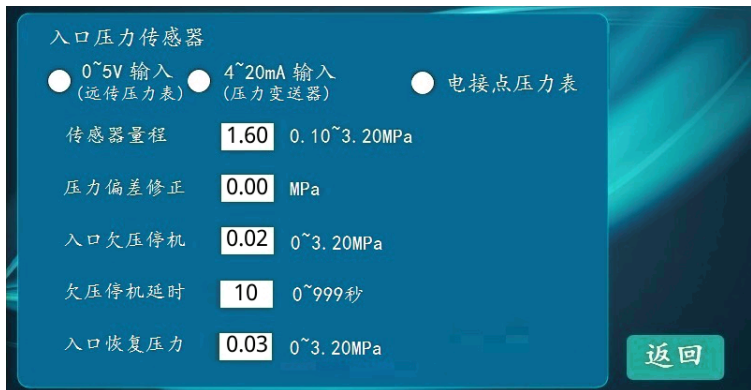 入口压力传感器
0~5V 输入 4~20mA 输入 电接点压力表
(远传压力表) (压力变送器)
传感器量程 1.60 0.10~3.20MPa
压力偏差修正 0.00 MPa
入口欠压停机 0.02 0~3.20MPa
欠压停机延时 10 0~999秒
入口恢复压力 0.03 0~3.20MPa
返回